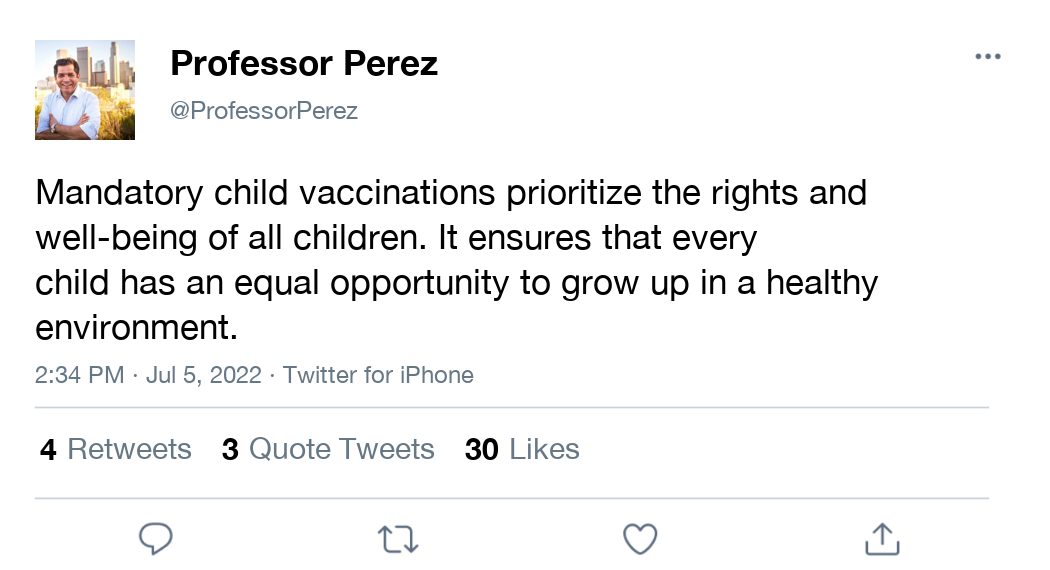 Professor Perez
@ProfessorPerez
Mandatory child vaccinations prioritize the rights and
well-being of all children. It ensures that every
child has an equal opportunity to grow up in a healthy
environment.
2:34 PM · Jul 5, 2022 · Twitter for iPhone
4 Retweets 3 Quote Tweets 30 Likes